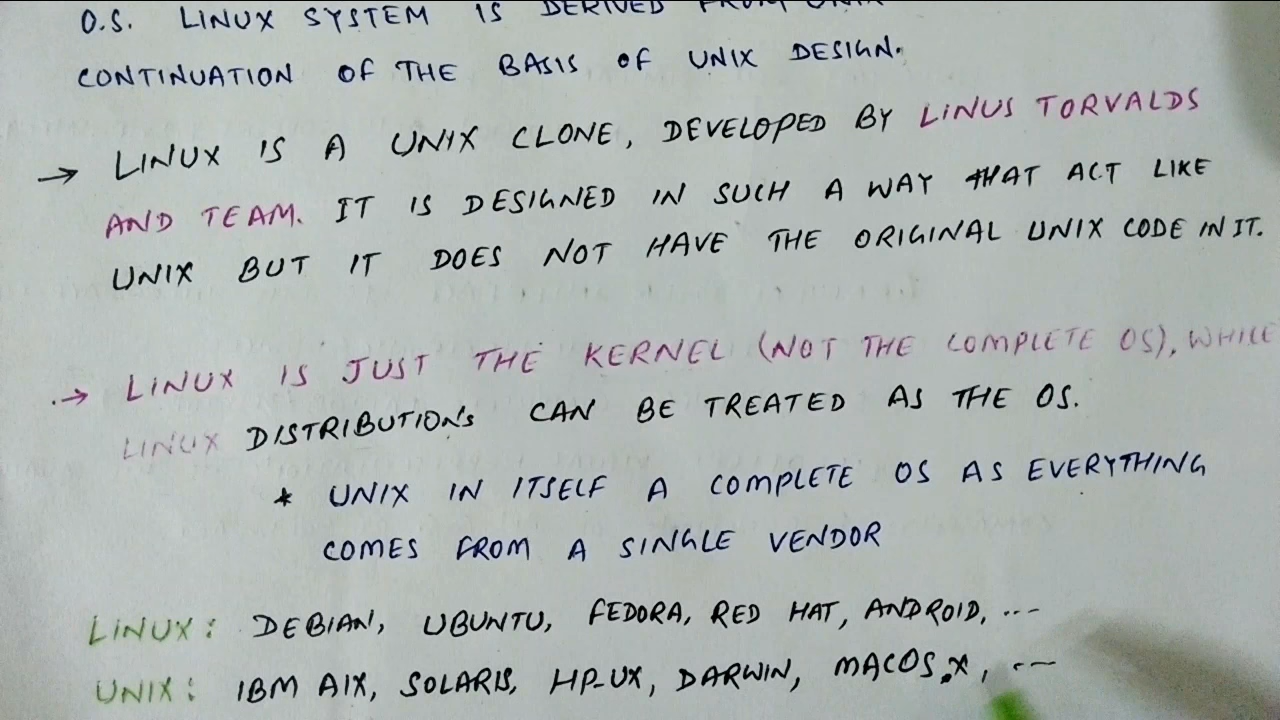 O.S. LINUX SYSTEM IS DERIVED FROM UNIX
CONTINUATION OF THE BASIS OF UNIX DESIGN.
→ LINUX IS A UNIX CLONE, DEVELOPED BY LINUS TORVALDS
AND TEAM. IT IS DESIGNED IN SUCH A WAY THAT ACT LIKE
UNIX BUT IT DOES NOT HAVE THE ORIGINAL UNIX CODE IN IT.
→ LINUX IS JUST THE KERNEL (NOT THE COMPLETE OS), WHILE
LINUX DISTRIBUTION'S CAN BE TREATED AS THE OS.
* UNIX IN ITSELF A COMPLETE OS AS EVERYTHING
COMES FROM A SINGLE VENDOR
LINUX: DEBIAN, UBUNTU, FEDORA, RED HAT, ANDROID, ---
UNIX: IBM AIX, SOLARIS, HP-UX, DARWIN, MACOS.X, ---